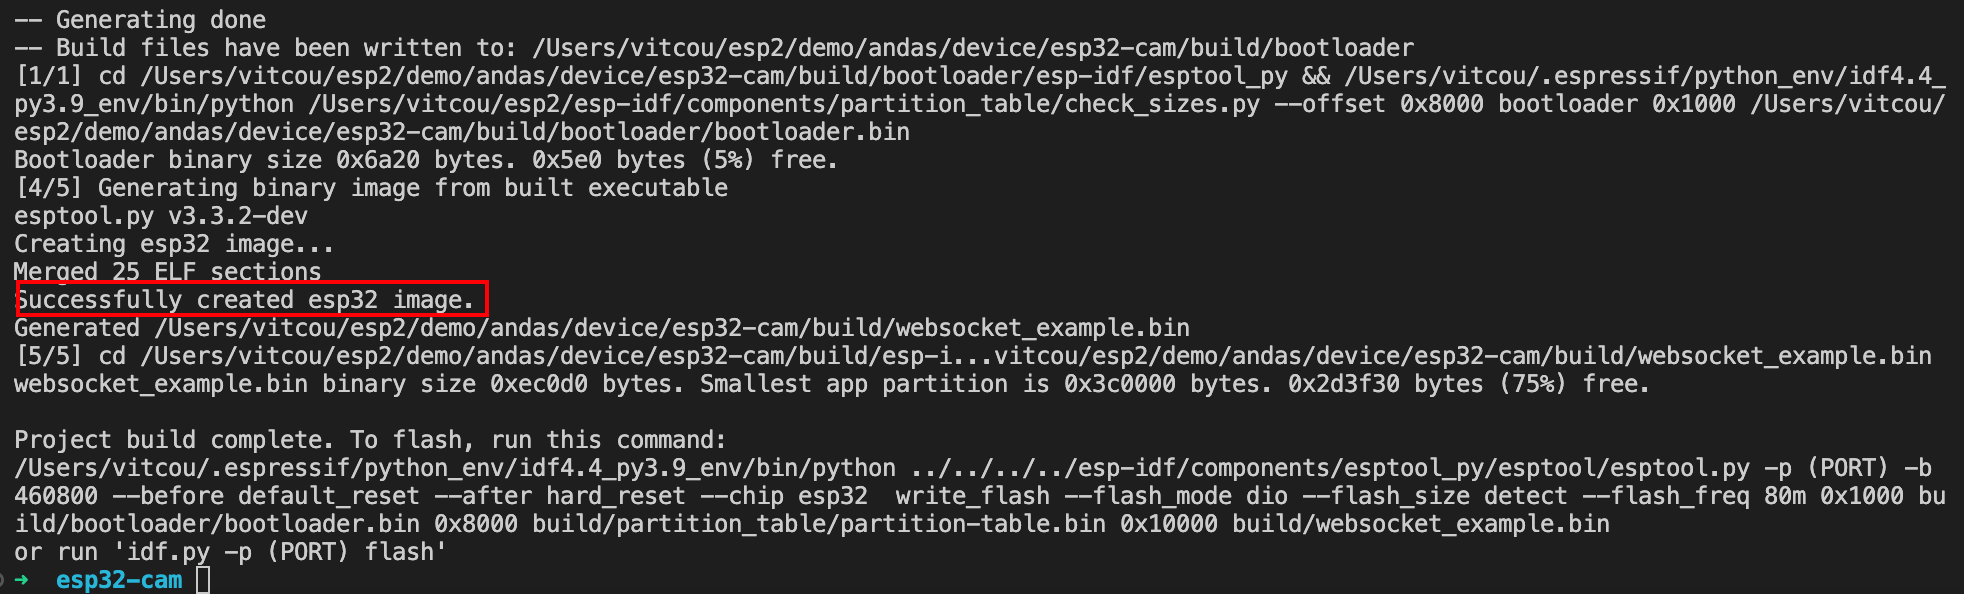 -- Generating done
-- Build files have been written to: /Users/vitcou/esp2/demo/andas/device/esp32-cam/build/bootloader
[1/1] cd /Users/vitcou/esp2/demo/andas/device/esp32-cam/build/bootloader/esp-idf/esptool_py && /Users/vitcou/.espressif/python_env/idf4.4_
py3.9_env/bin/python /Users/vitcou/esp2/esp-idf/components/partition_table/check_sizes.py --offset 0x8000 bootloader 0x1000 /Users/vitcou/
esp2/demo/andas/device/esp32-cam/build/bootloader/bootloader.bin
Bootloader binary size 0x6a20 bytes. 0x5e0 bytes (5%) free.
[4/5] Generating binary image from built executable
esptool.py v3.3.2-dev
Creating esp32 image...
Merged 25 ELF sections
Successfully created esp32 image.
Generated /Users/vitcou/esp2/demo/andas/device/esp32-cam/build/websocket_example.bin
[5/5] cd /Users/vitcou/esp2/demo/andas/device/esp32-cam/build/esp-i...vitcou/esp2/demo/andas/device/esp32-cam/build/websocket_example.bin
websocket_example.bin binary size 0xec0d0 bytes. Smallest app partition is 0x3c0000 bytes. 0x2d3f30 bytes (75%) free.
Project build complete. To flash, run this command:
/Users/vitcou/.espressif/python_env/idf4.4_py3.9_env/bin/python ../../../../esp-idf/components/esptool_py/esptool/esptool.py -p (PORT) -b
460800 --before default_reset --after hard_reset --chip esp32  write_flash --flash_mode dio --flash_size detect --flash_freq 80m 0x1000 bu
ild/bootloader/bootloader.bin 0x8000 build/partition_table/partition-table.bin 0x10000 build/websocket_example.bin
or run 'idf.py -p (PORT) flash'
➜  esp32-cam